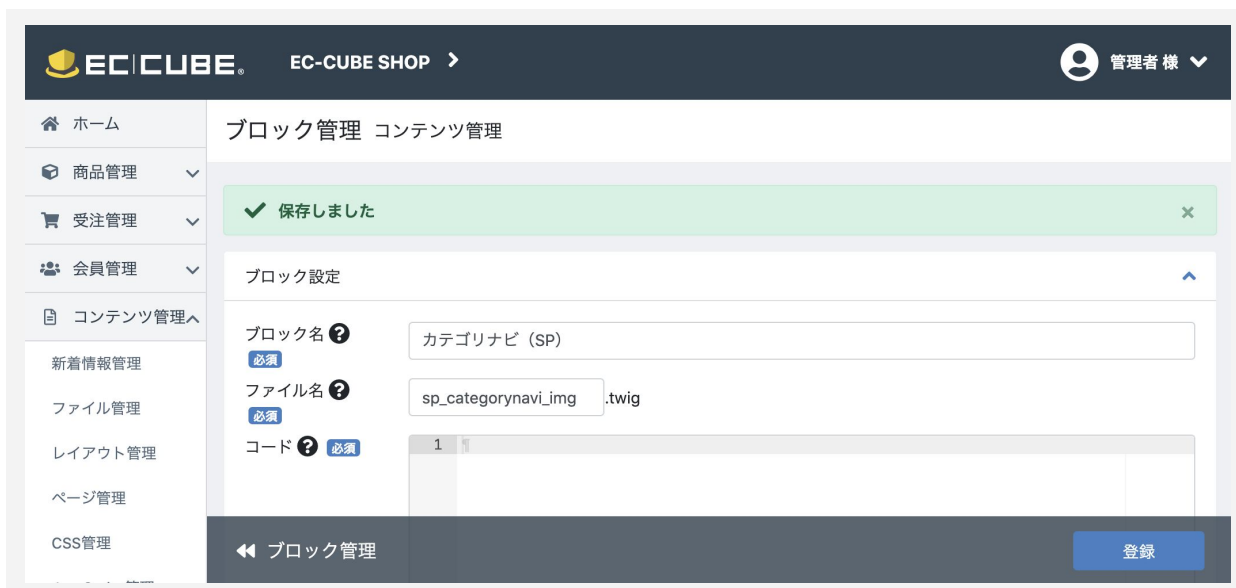 EC CUBE®
EC-CUBE SHOP
管理者 様
ホーム
商品管理
受注管理
会員管理
コンテンツ管理
新着情報管理
ファイル管理
レイアウト管理
ページ管理
CSS管理
ブロック管理 コンテンツ管理
保存しました
×
ブロック設定
ブロック名 ?
必須
カテゴリナビ（SP）
ファイル名 ?
必須
sp_categorynavi_img .twig
コード ? 必須
1 ¶
ブロック管理
登録